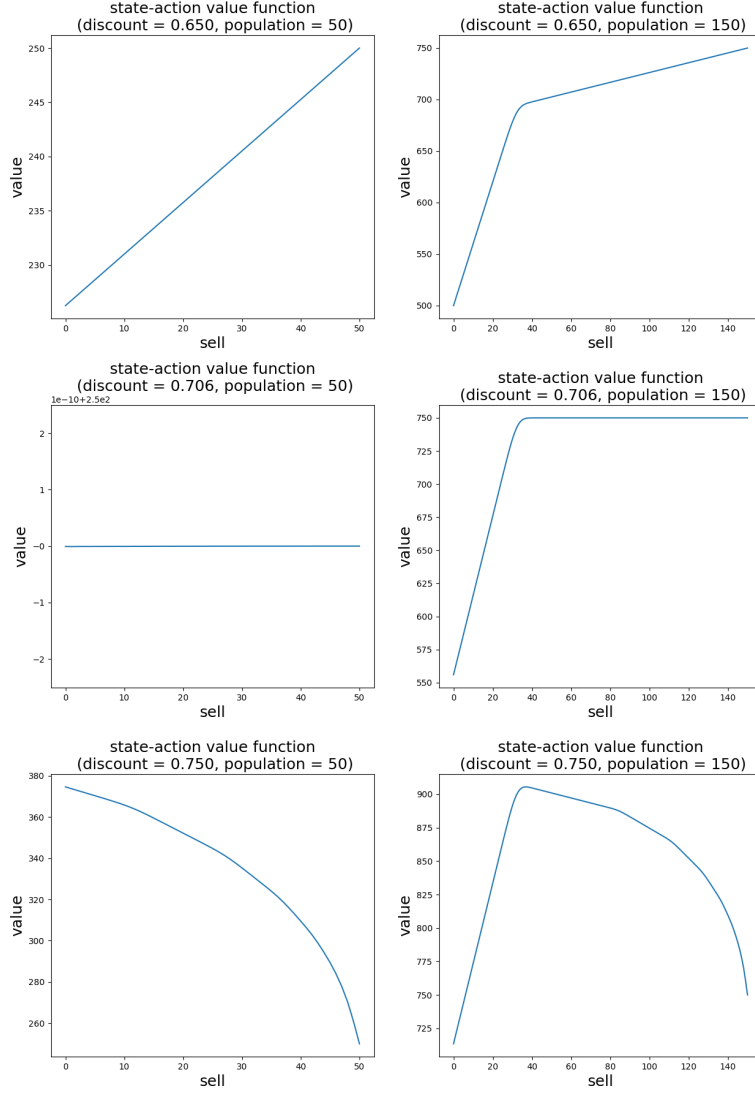 state-action value function
(discount = 0.650, population = 50)
250
245
240
235
230
value
0 10 20 30 40 50
sell
state-action value function
(discount = 0.650, population = 150)
750
700
650
600
550
500
value
0 20 40 60 80 100 120 140
sell
state-action value function
(discount = 0.706, population = 50)
1e-10+2.5e2
2
1
−0
−1
−2
value
0 10 20 30 40 50
sell
state-action value function
(discount = 0.706, population = 150)
750
725
700
675
650
625
600
575
550
value
0 20 40 60 80 100 120 140
sell
state-action value function
(discount = 0.750, population = 50)
380
360
340
320
300
280
260
value
0 10 20 30 40 50
sell
state-action value function
(discount = 0.750, population = 150)
900
875
850
825
800
775
750
725
value
0 20 40 60 80 100 120 140
sell